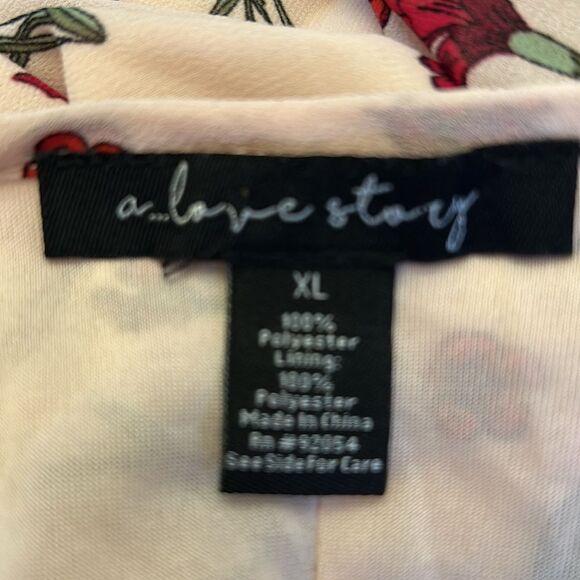 a...love story
XL
100%
Polyester
Lining:
100%
Polyester
Made In China
Rn #92054
See Side For Care